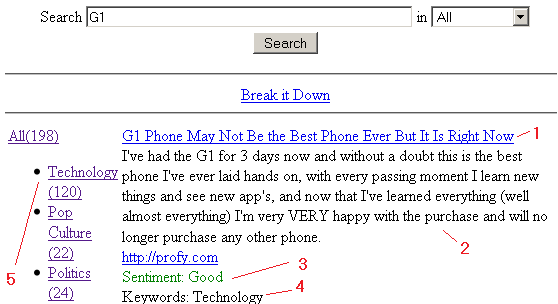 Search G1 in All
Search
Break it Down
All(198)
Technology
(120)
Pop
Culture
(22)
Politics
(24)
5
G1 Phone May Not Be the Best Phone Ever But It Is Right Now 1
I've had the G1 for 3 days now and without a doubt this is the best
phone I've ever laid hands on, with every passing moment I learn new
things and see new app's, and now that I've learned everything (well
almost everything) I'm very VERY happy with the purchase and will no
longer purchase any other phone. 2
http://profy.com
Sentiment: Good 3
Keywords: Technology 4